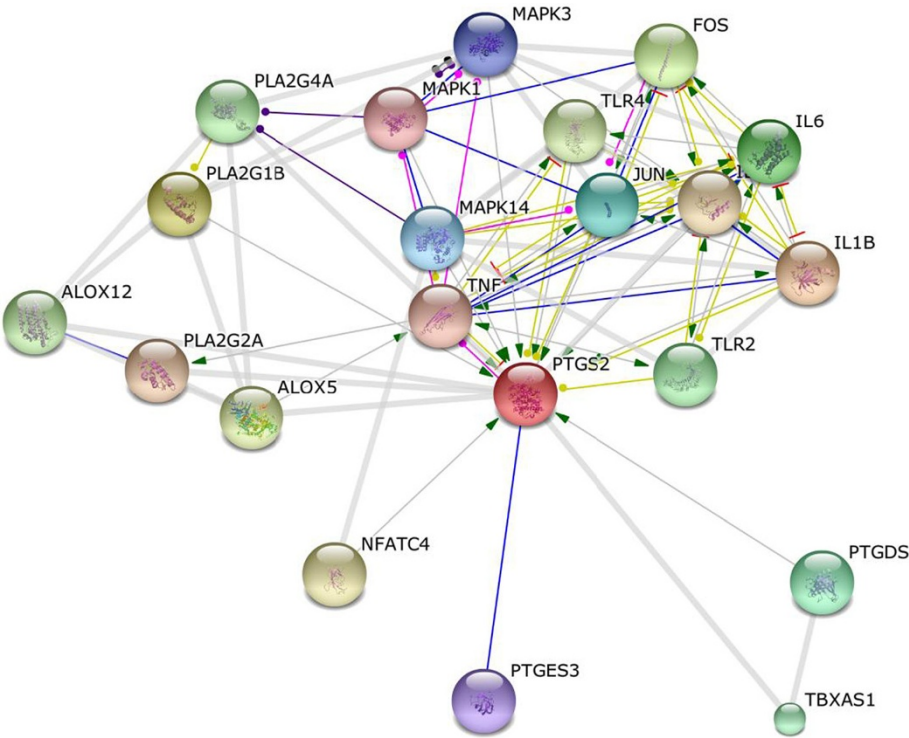 MAPK3
FOS
PLA2G4A
MAPK1
TLR4
IL6
PLA2G1B
JUN
MAPK14
IL1B
TNF
ALOX12
PLA2G2A
TLR2
PTGS2
ALOX5
NFATC4
PTGDS
PTGES3
TBXAS1